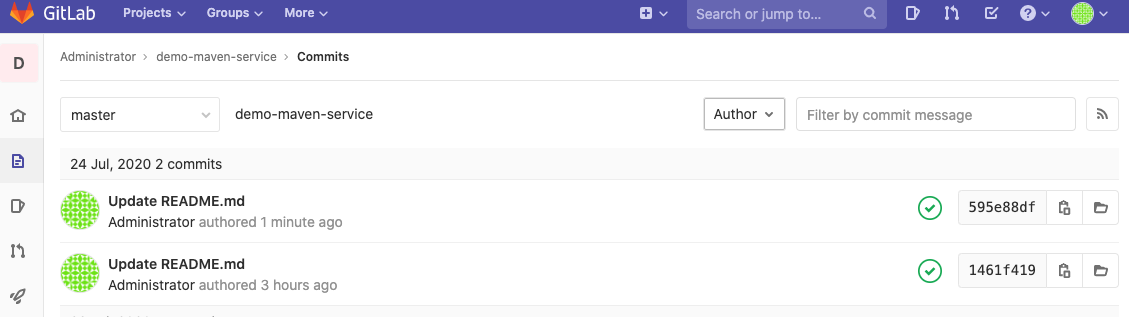 GitLab Projects Groups More Search or jump to...
D
Administrator > demo-maven-service > Commits
master demo-maven-service Author Filter by commit message
24 Jul, 2020 2 commits
Update README.md
Administrator authored 1 minute ago
595e88df
Update README.md
Administrator authored 3 hours ago
1461f419